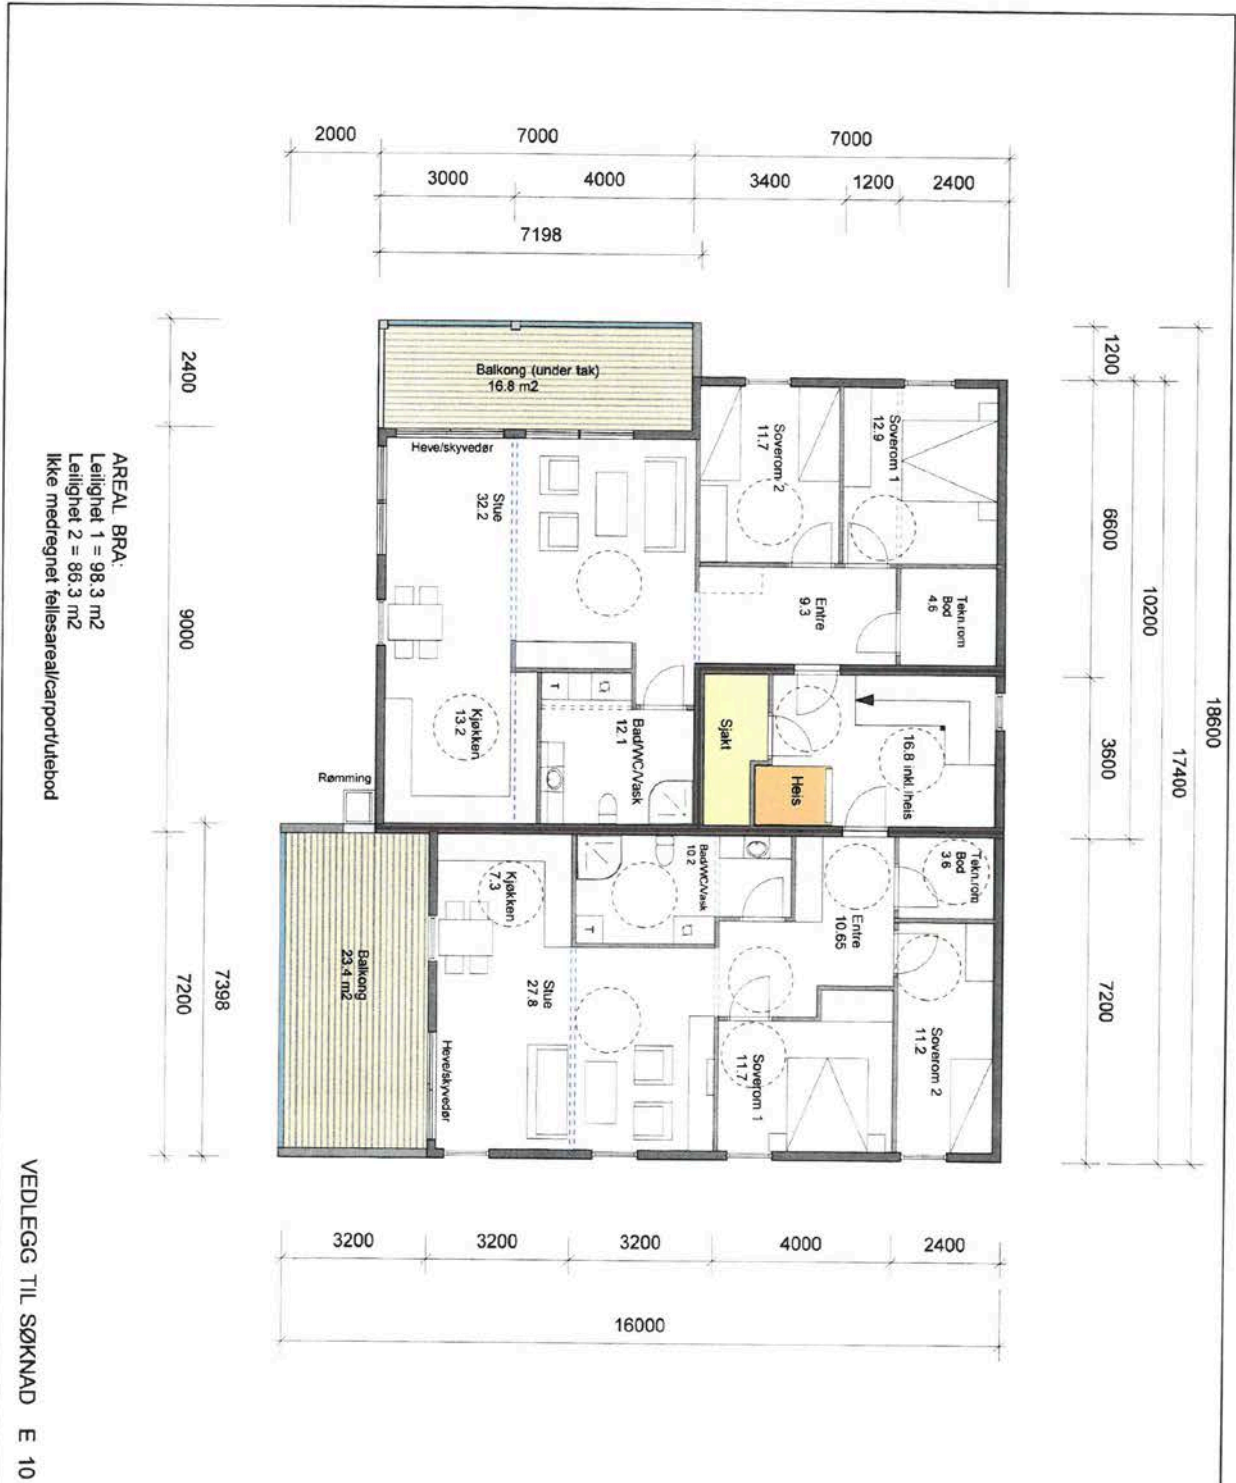 2000
7000
7000
3000
4000
3400
1200
2400
7198
18600
17400
10200
1200
6600
3600
7200
2400
9000
7200
7398
Balkong (under tak)
16.8 m2
Heve/skyvedør
Soverom 2
11.7
Soverom 1
12.9
Stue
32.2
Entre
9.3
Tekn.rom
Bod
4.6
Kjøkken
13.2
T
Bad/WC/Vask
12.1
Sjakt
Heis
16.8 inkl.heis
Rømming
Balkong
23.4 m2
Kjøkken
7.3
Bad/WC/Vask
10.2
T
Entre
10.65
Tekn.rom
Bod
3.6
Stue
27.8
Heve/skyvedør
Soverom 1
11.7
Soverom 2
11.2
3200
3200
3200
4000
2400
16000
AREAL BRA:
Leilighet 1 = 98.3 m2
Leilighet 2 = 86.3 m2
Ikke medregnet fellesareal/carport/utebod
VEDLEGG TIL SØKNAD E 10